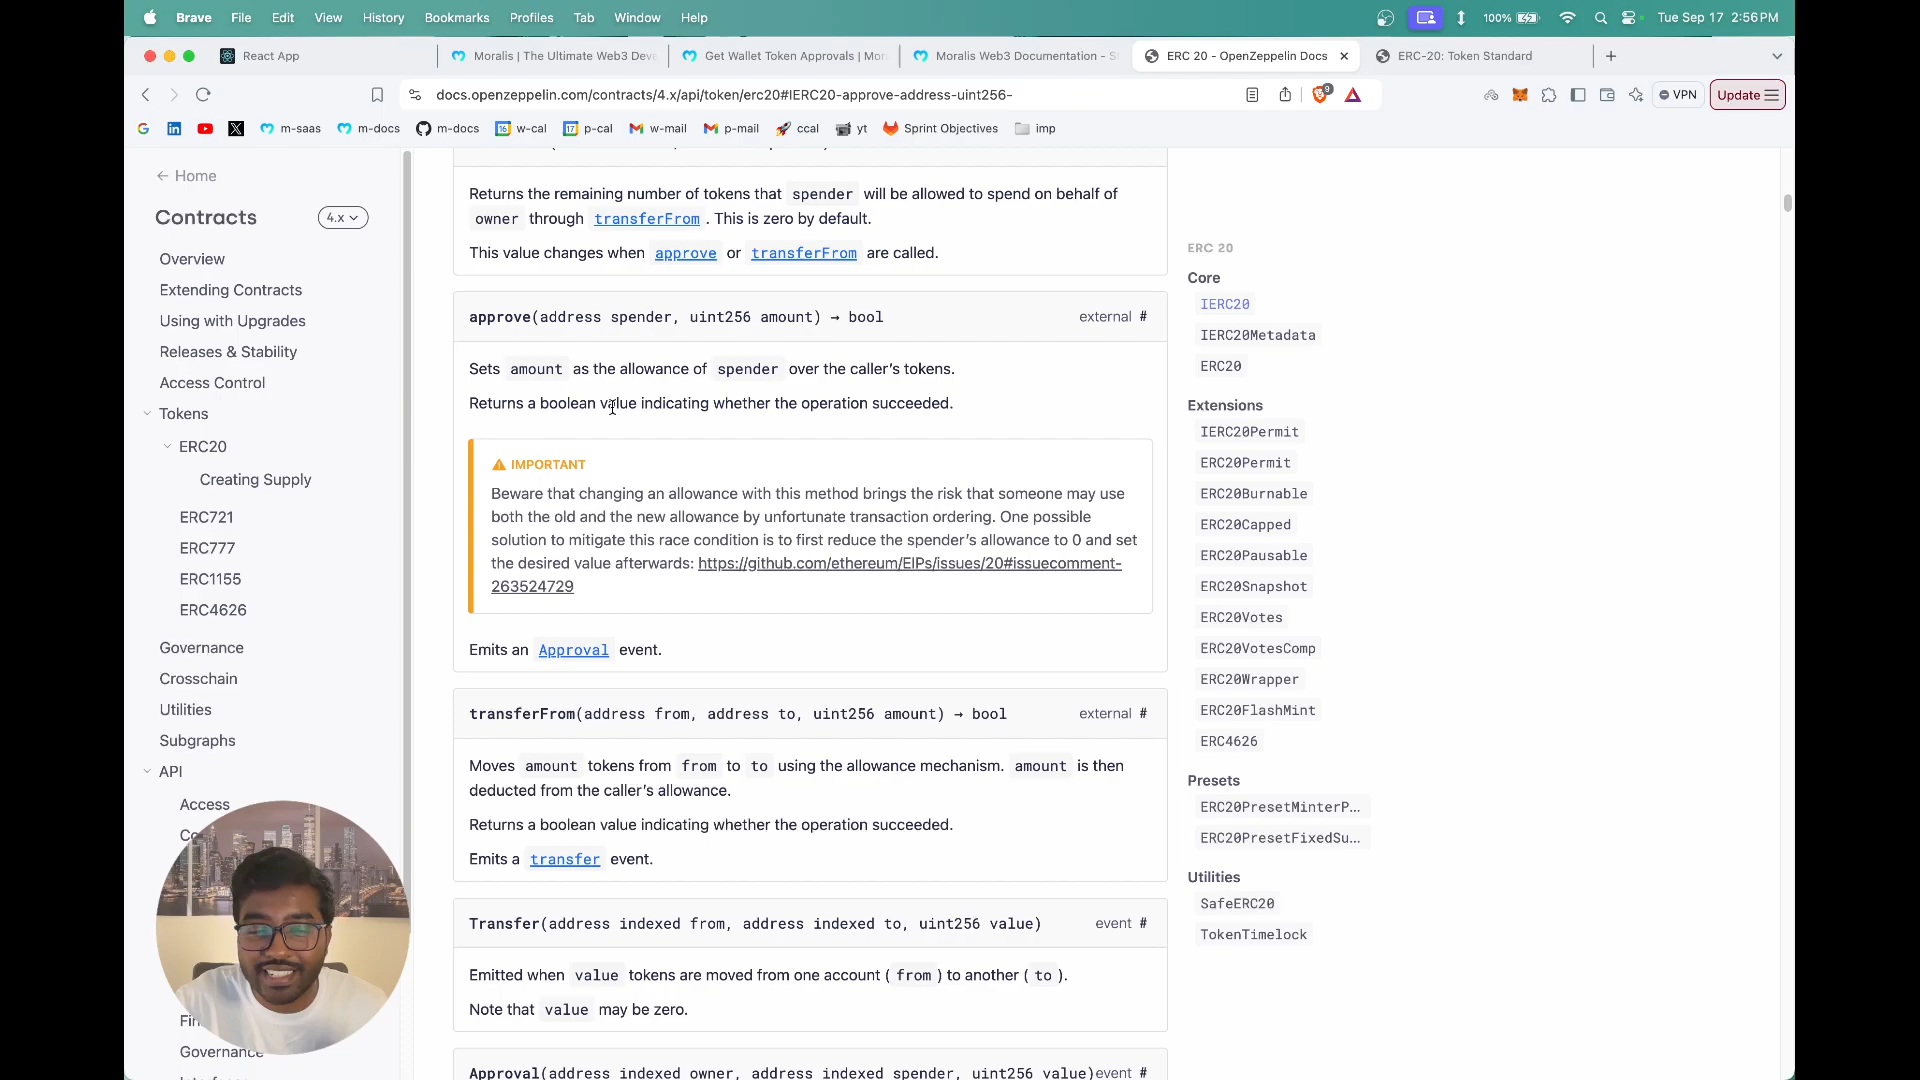 Brave File Edit View History Bookmarks Profiles Tab Window Help 100% Tue Sep 17 2:56 PM
React App Moralis | The Ultimate Web3 Deve Get Wallet Token Approvals | Mor Moralis Web3 Documentation - S ERC 20 - OpenZeppelin Docs ERC-20: Token Standard
docs.openzeppelin.com/contracts/4.x/api/token/erc20#IERC20-approve-address-uint256- 9 VPN Update
m-saas m-docs m-docs w-cal p-cal w-mail p-mail ccal yt Sprint Objectives imp
Home
Contracts 4.x
Overview
Extending Contracts
Using with Upgrades
Releases & Stability
Access Control
Tokens
ERC20
Creating Supply
ERC721
ERC777
ERC1155
ERC4626
Governance
Crosschain
Utilities
Subgraphs
API
Access
Governance
Returns the remaining number of tokens that spender will be allowed to spend on behalf of
owner through transferFrom. This is zero by default.
This value changes when approve or transferFrom are called.
approve(address spender, uint256 amount) → bool external #
Sets amount as the allowance of spender over the caller's tokens.
Returns a boolean value indicating whether the operation succeeded.
IMPORTANT
Beware that changing an allowance with this method brings the risk that someone may use
both the old and the new allowance by unfortunate transaction ordering. One possible
solution to mitigate this race condition is to first reduce the spender's allowance to 0 and set
the desired value afterwards: https://github.com/ethereum/EIPs/issues/20#issuecomment-
263524729
Emits an Approval event.
transferFrom(address from, address to, uint256 amount) → bool external #
Moves amount tokens from from to to using the allowance mechanism. amount is then
deducted from the caller's allowance.
Returns a boolean value indicating whether the operation succeeded.
Emits a transfer event.
Transfer(address indexed from, address indexed to, uint256 value) event #
Emitted when value tokens are moved from one account ( from ) to another ( to ).
Note that value may be zero.
Approval(address indexed owner, address indexed spender, uint256 value) event #
ERC 20
Core
IERC20
IERC20Metadata
ERC20
Extensions
IERC20Permit
ERC20Permit
ERC20Burnable
ERC20Capped
ERC20Pausable
ERC20Snapshot
ERC20Votes
ERC20VotesComp
ERC20Wrapper
ERC20FlashMint
ERC4626
Presets
ERC20PresetMinterP...
ERC20PresetFixedSu...
Utilities
SafeERC20
TokenTimelock